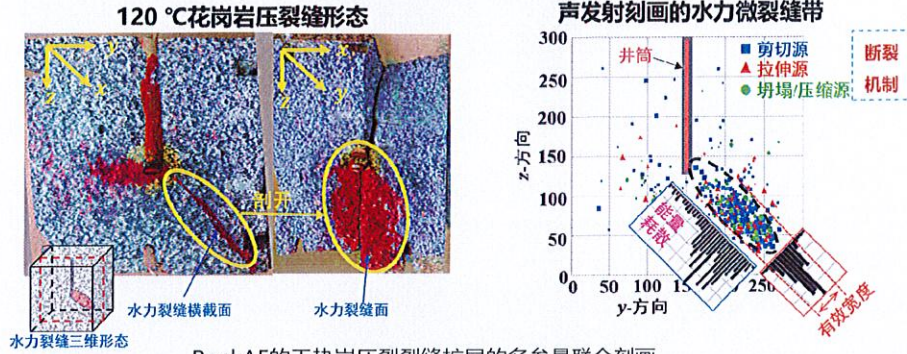 120 ℃花岗岩压裂缝形态
y
x
z
x
y
z
剖开
水力裂缝横截面
水力裂缝面
水力裂缝三维形态
声发射刻画的水力微裂缝带
300
250
200
150
100
50
0
z-方向
井筒
剪切源
拉伸源
坍塌/压缩源
断裂
机制
能量
耗散
有效宽度
0 50 100 250
y-方向